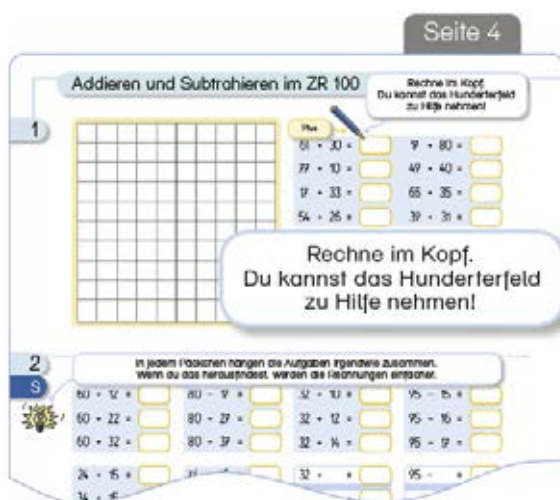 Seite 4
Addieren und Subtrahieren im ZR 100
Rechne im Kopf.
Du kannst das Hunderterfeld
zu Hilfe nehmen!
1
Plus
61 + 30 =
77 + 10 =
17 + 33 =
54 + 26 =
+ 80 =
49 + 40 =
65 + 35 =
39 + 31 =
Rechne im Kopf.
Du kannst das Hunderterfeld
zu Hilfe nehmen!
2
S
In jedem Päckchen hängen die Aufgaben irgendwie zusammen.
Wenn du das herausfindest, werden die Rechnungen einfacher.
60 + 12 =
60 + 22 =
60 + 32 =
80 - 17 =
80 - 27 =
80 - 37 =
32 + 10 =
32 + 12 =
32 + 14 =
95 - 15 =
95 - 16 =
95 - 17 =
24 + 15 =
32 +
95 -